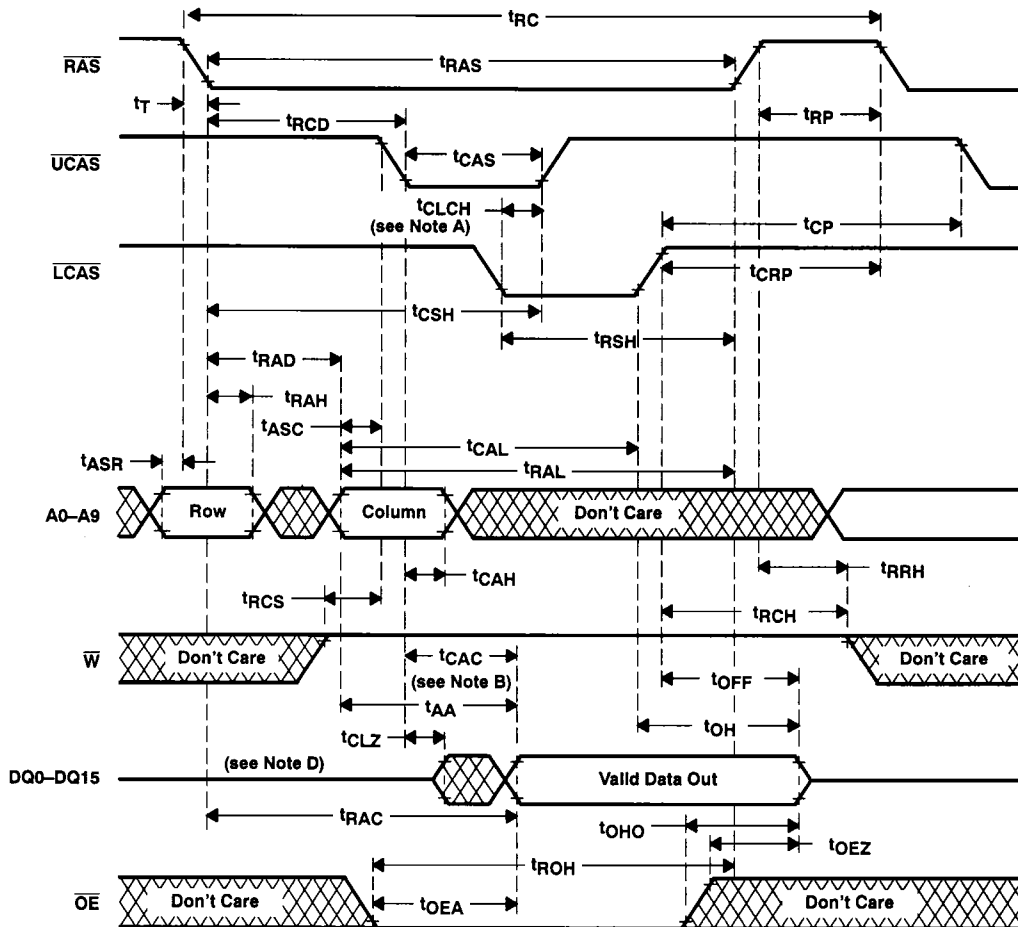 tRC
RAS
tRAS
tT
tRCD
tRP
UCAS
tCAS
tCLCH
(see Note A)
tCP
LCAS
tCRP
tCSH
tRSH
tRAD
tRAH
tASC
tCAL
tASR
tRAL
A0–A9
Row
Column
Don't Care
tCAH
tRRH
tRCS
tRCH
W
Don't Care
tCAC
Don't Care
(see Note B)
tOFF
tAA
tOH
tCLZ
(see Note D)
DQ0–DQ15
Valid Data Out
tRAC
tOHO
tOEZ
tROH
OE
Don't Care
tOEA
Don't Care